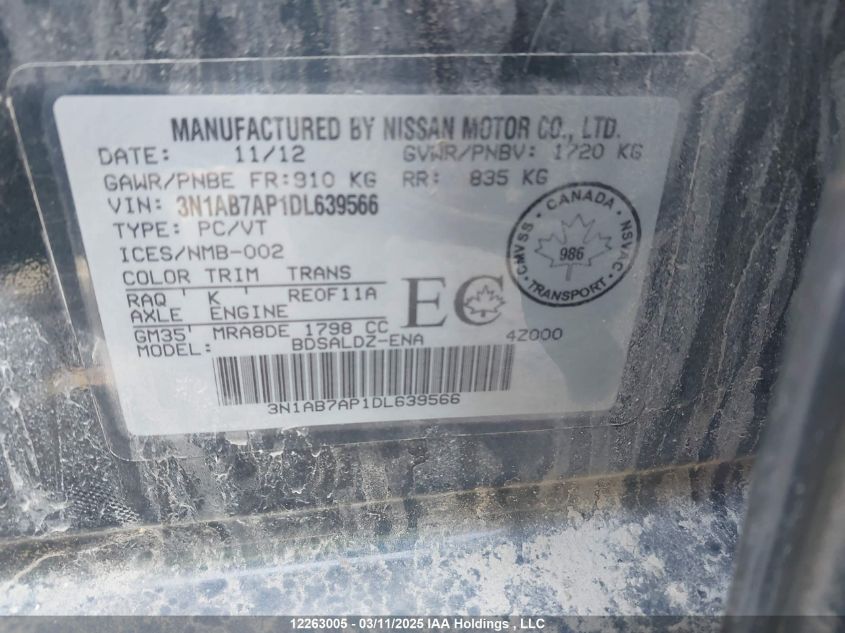 MANUFACTURED BY NISSAN MOTOR CO., LTD.
DATE: 11/12 GVWR/PNBV: 1720 KG
GAWR/PNBE FR:910 KG RR: 835 KG
VIN: 3N1AB7AP1DL639566
TYPE: PC/VT
ICES/NMB-002
COLOR TRIM TRANS
RAQ K REOF11A
AXLE ENGINE
GM35 MRA8DE 1798 CC
MODEL: BDSALDZ-ENA 4Z000
EC
CANADA
CMVSS NSVAC
986
TRANSPORT
3N1AB7AP1DL639566
12263005 - 03/11/2025 IAA Holdings, LLC